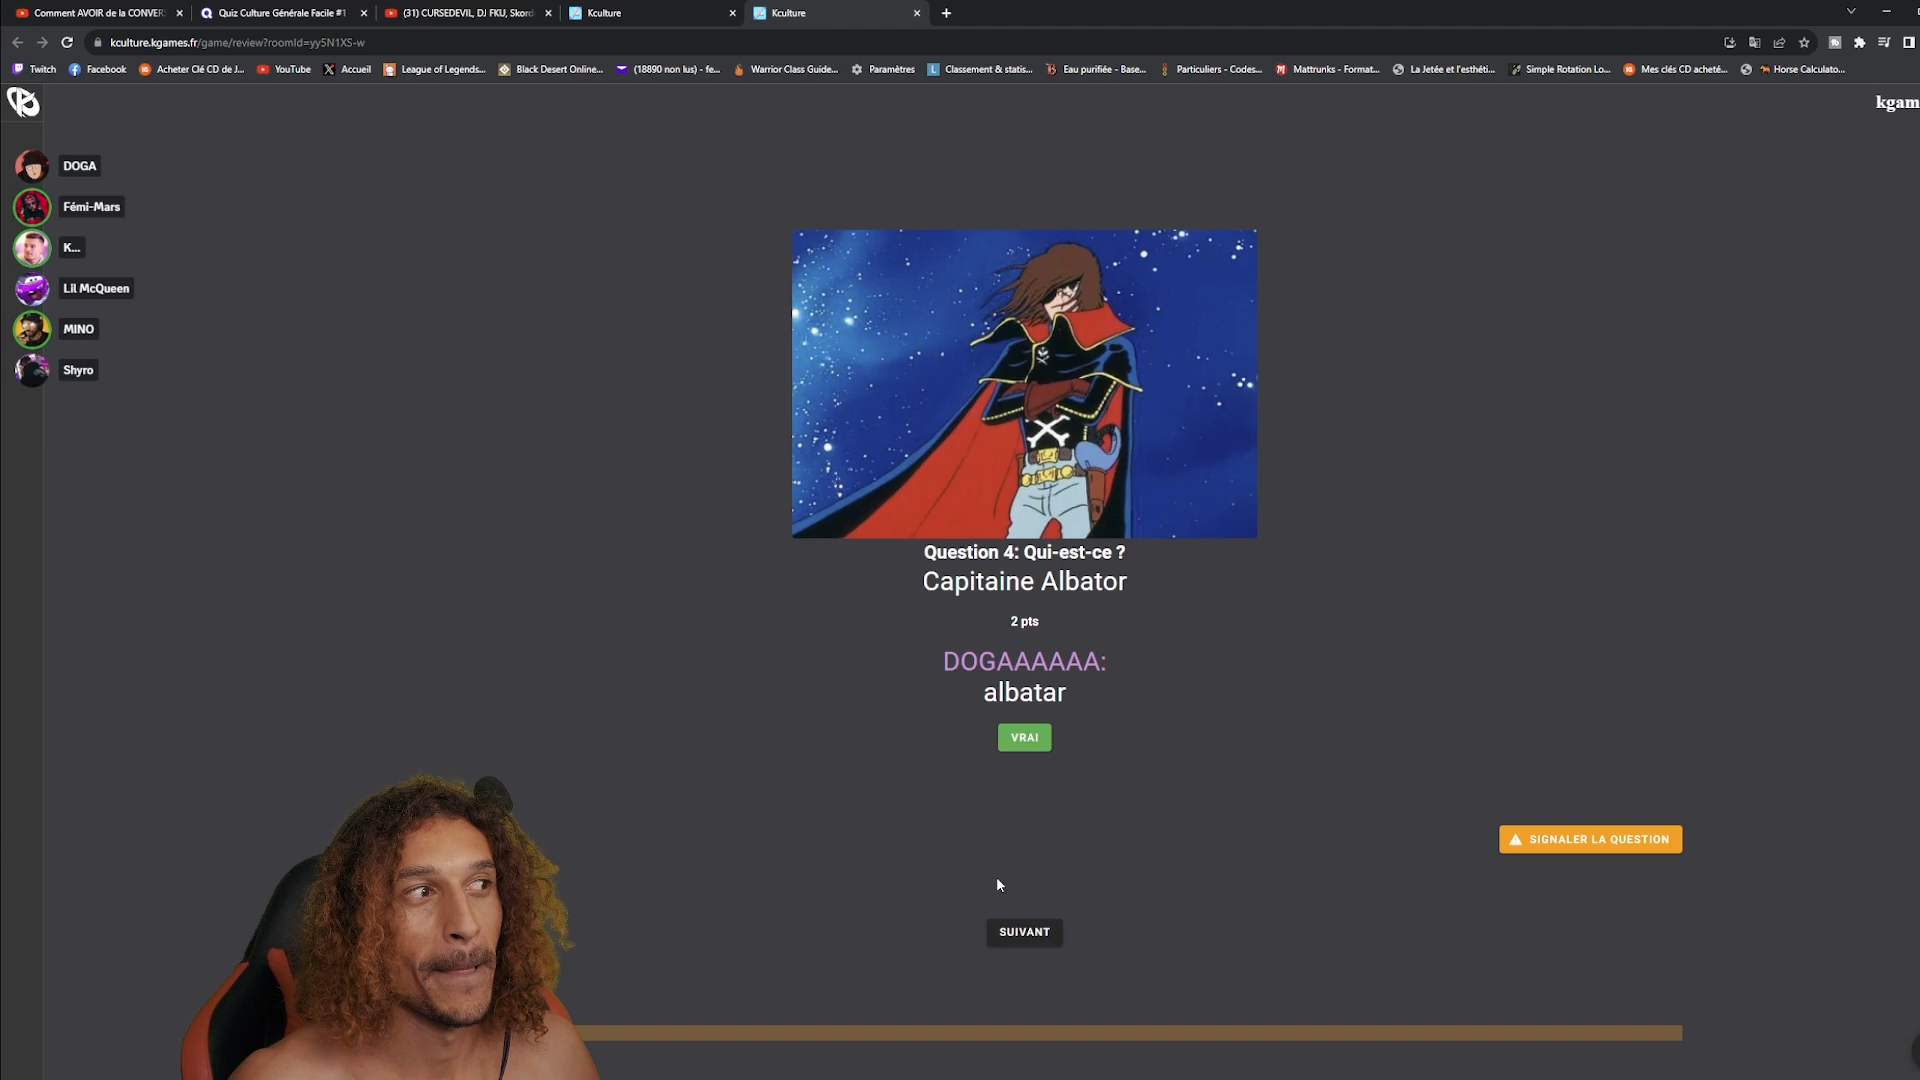 Comment AVOIR de la CONVER
Quiz Culture Générale Facile #1
(31) CURSEDEVIL, DJ FKU, Skord
Kculture
Kculture
kculture.kgames.fr/game/review?roomId=yy5N1XS-w
Twitch
Facebook
Acheter Clé CD de J...
YouTube
Accueil
League of Legends...
Black Desert Online...
(18890 non lus) - fe...
Warrior Class Guide...
Paramètres
Classement & statis...
Eau purifiée - Base...
Particuliers - Codes...
Mattrunks - Format...
La Jetée et l'esthéti...
Simple Rotation Lo...
Mes clés CD acheté...
Horse Calculato...
kgam
DOGA
Fémi-Mars
K...
Lil McQueen
MINO
Shyro
Question 4: Qui-est-ce ?
Capitaine Albator
2 pts
DOGAAAAAA:
albatar
VRAI
SIGNALER LA QUESTION
SUIVANT